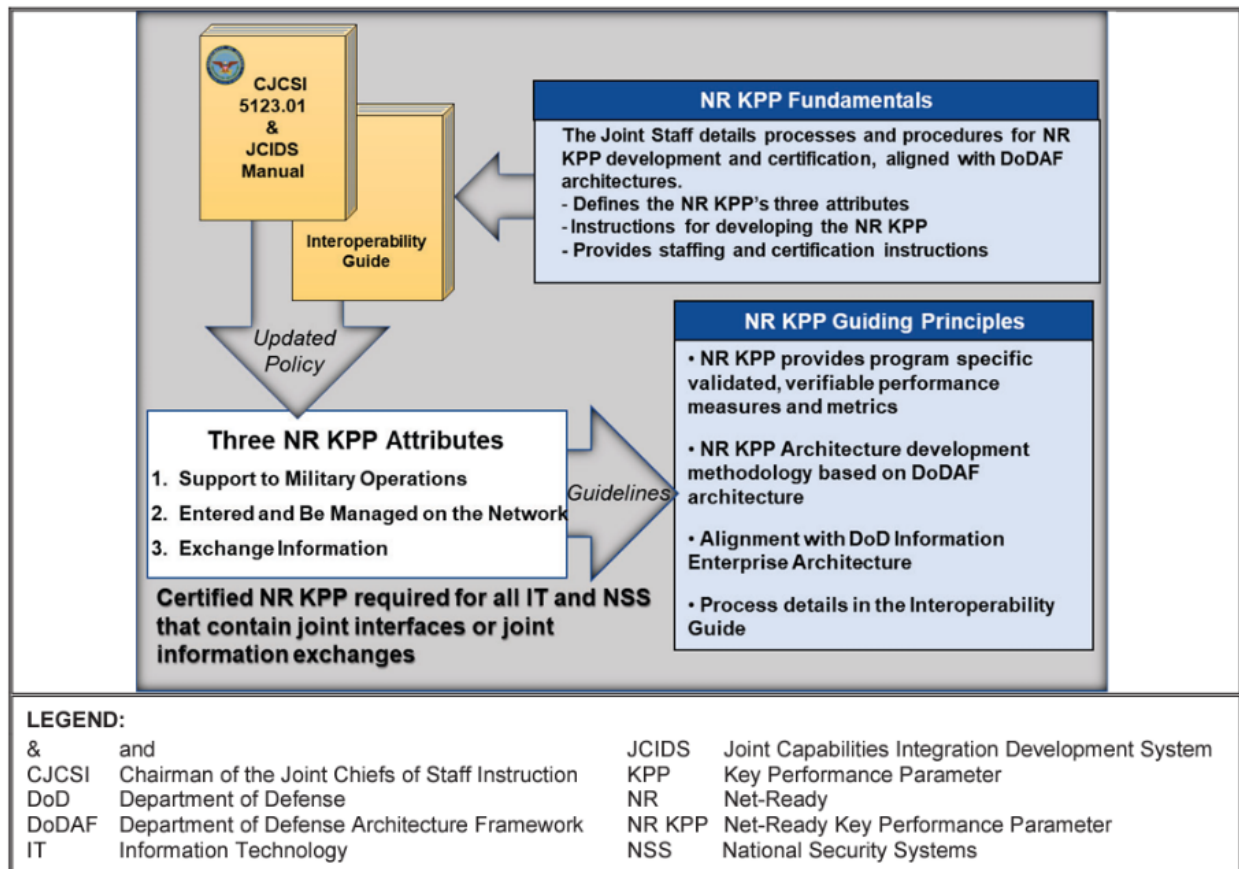 CJCSI
5123.01
&
JCIDS
Manual
Interoperability
Guide
NR KPP Fundamentals
The Joint Staff details processes and procedures for NR
KPP development and certification, aligned with DoDAF
architectures.
- Defines the NR KPP's three attributes
- Instructions for developing the NR KPP
- Provides staffing and certification instructions
Updated
Policy
Three NR KPP Attributes
1. Support to Military Operations
2. Entered and Be Managed on the Network
3. Exchange Information
Guidelines
NR KPP Guiding Principles
• NR KPP provides program specific
validated, verifiable performance
measures and metrics
• NR KPP Architecture development
methodology based on DoDAF
architecture
• Alignment with DoD Information
Enterprise Architecture
• Process details in the Interoperability
Guide
Certified NR KPP required for all IT and NSS
that contain joint interfaces or joint
information exchanges
LEGEND:
& and
CJCSI Chairman of the Joint Chiefs of Staff Instruction
DoD Department of Defense
DoDAF Department of Defense Architecture Framework
IT Information Technology
JCIDS Joint Capabilities Integration Development System
KPP Key Performance Parameter
NR Net-Ready
NR KPP Net-Ready Key Performance Parameter
NSS National Security Systems